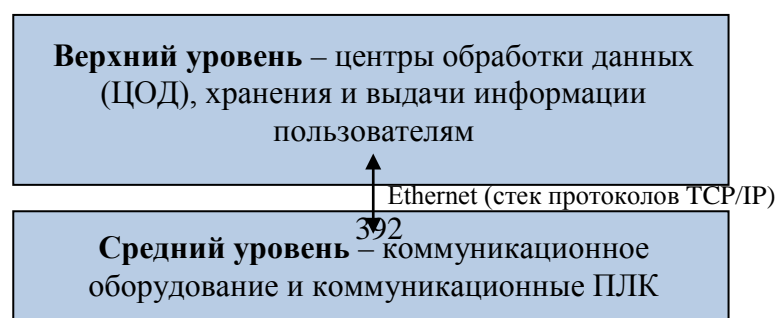 Верхний уровень – центры обработки данных
(ЦОД), хранения и выдачи информации
пользователям
Ethernet (стек протоколов TCP/IP)
392
Средний уровень – коммуникационное
оборудование и коммуникационные ПЛК